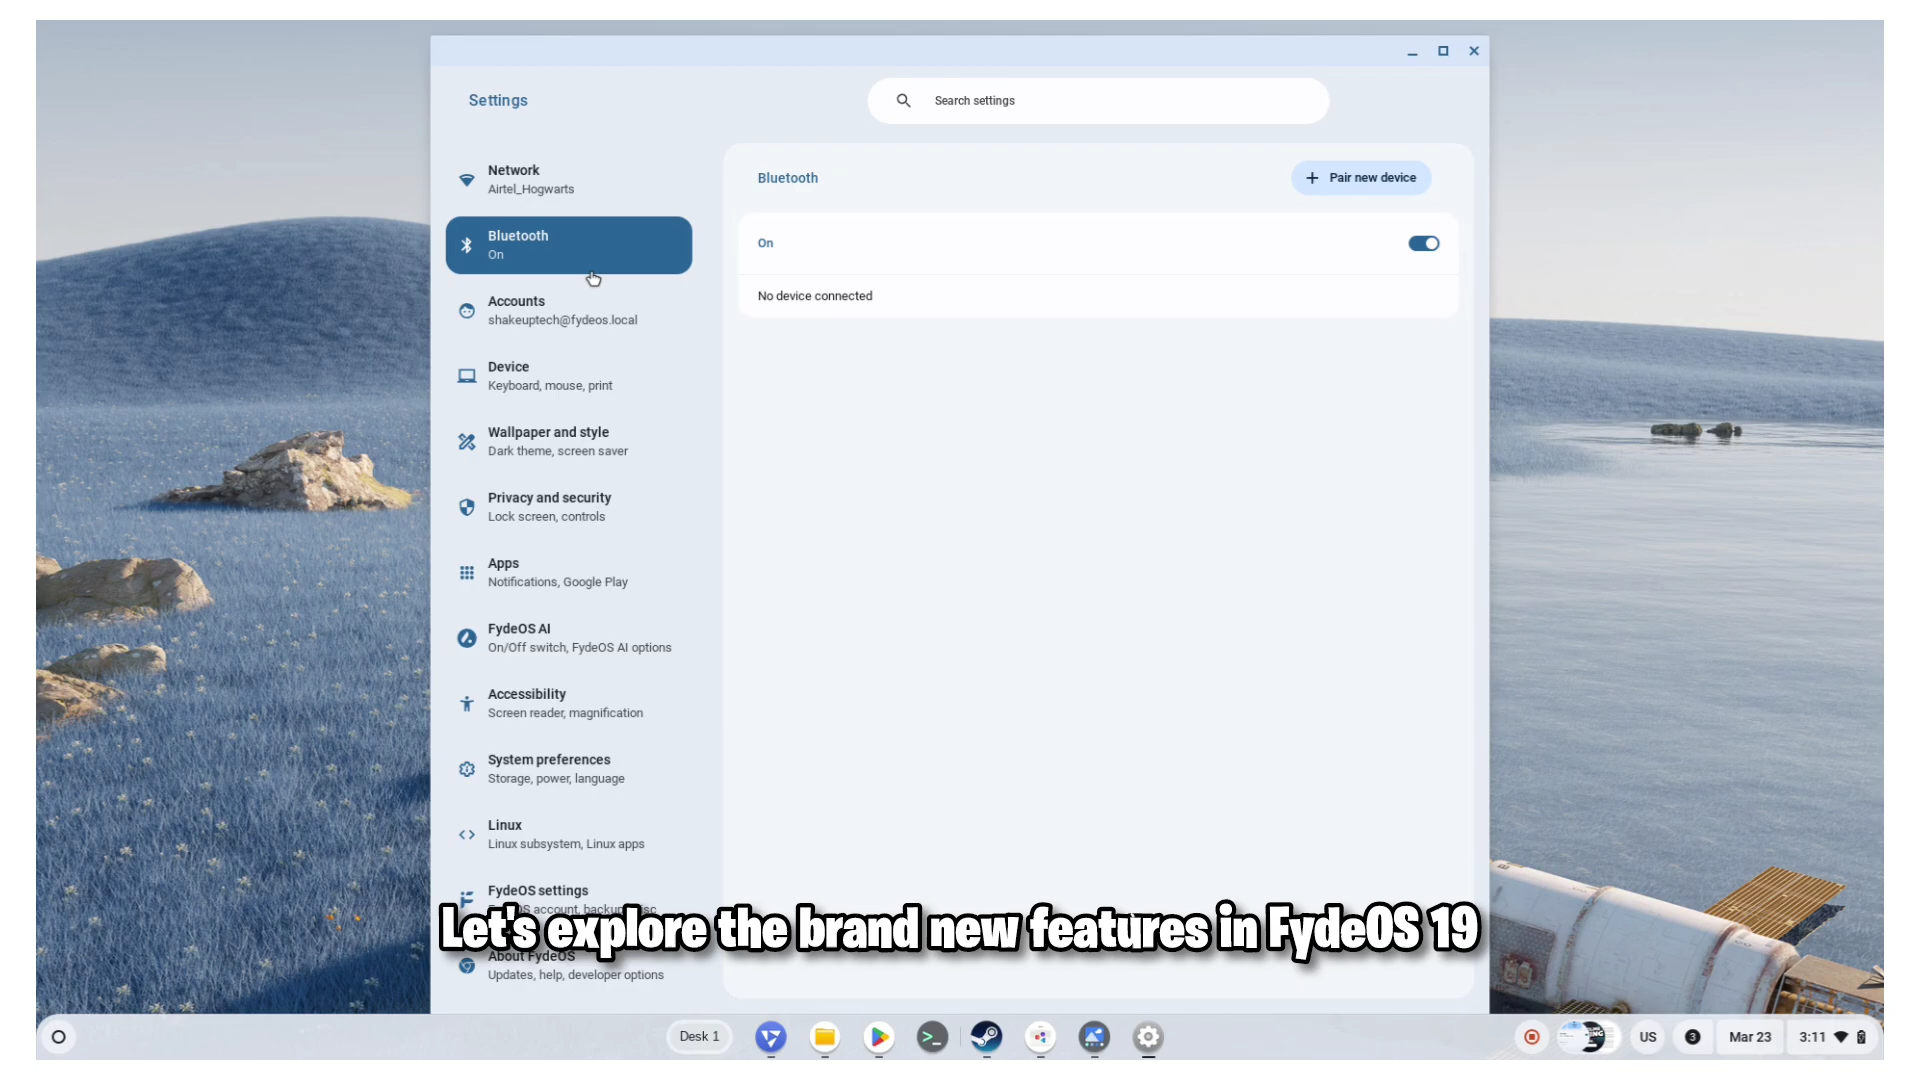 Settings
Search settings
Network
Airtel_Hogwarts
Bluetooth
On
Accounts
shakeuptech@fydeos.local
Device
Keyboard, mouse, print
Wallpaper and style
Dark theme, screen saver
Privacy and security
Lock screen, controls
Apps
Notifications, Google Play
FydeOS AI
On/Off switch, FydeOS AI options
Accessibility
Screen reader, magnification
System preferences
Storage, power, language
Linux
Linux subsystem, Linux apps
FydeOS settings
account, backup
About FydeOS
Updates, help, developer options
Bluetooth
Pair new device
On
No device connected
Let's explore the brand new features in FydeOS 19
Desk 1
US
3
Mar 23
3:11